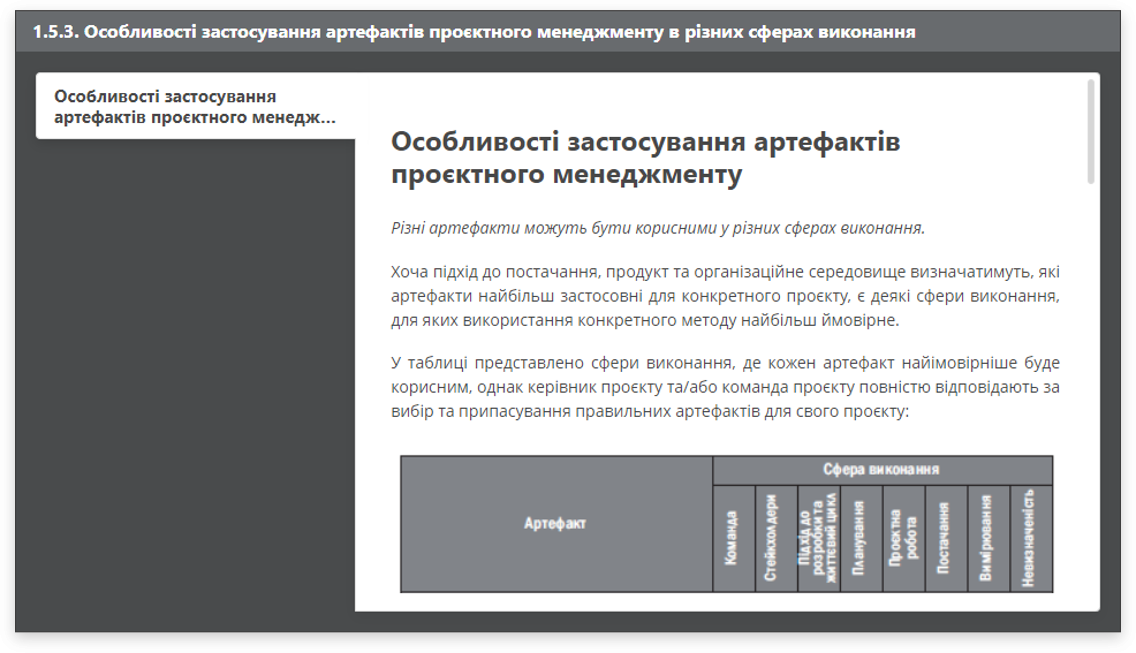 1.5.3. Особливості застосування артефактів проєктного менеджменту в різних сферах виконання
Особливості застосування
артефактів проєктного менедж...
Особливості застосування артефактів
проєктного менеджменту
Різні артефакти можуть бути корисними у різних сферах виконання.
Хоча підхід до постачання, продукт та організаційне середовище визначатимуть, які
артефакти найбільш застосовні для конкретного проєкту, є деякі сфери виконання,
для яких використання конкретного методу найбільш ймовірне.
У таблиці представлено сфери виконання, де кожен артефакт найімовірніше буде
корисним, однак керівник проєкту та/або команда проєкту повністю відповідають за
вибір та припасування правильних артефактів для свого проєкту:
Артефакт
Сфера виконання
Команда
Стейкхолдери
Підхід до
розробки та
життєвий цикл
Планування
Проєктна
робота
Постачання
Вимірювання
Невизначеність